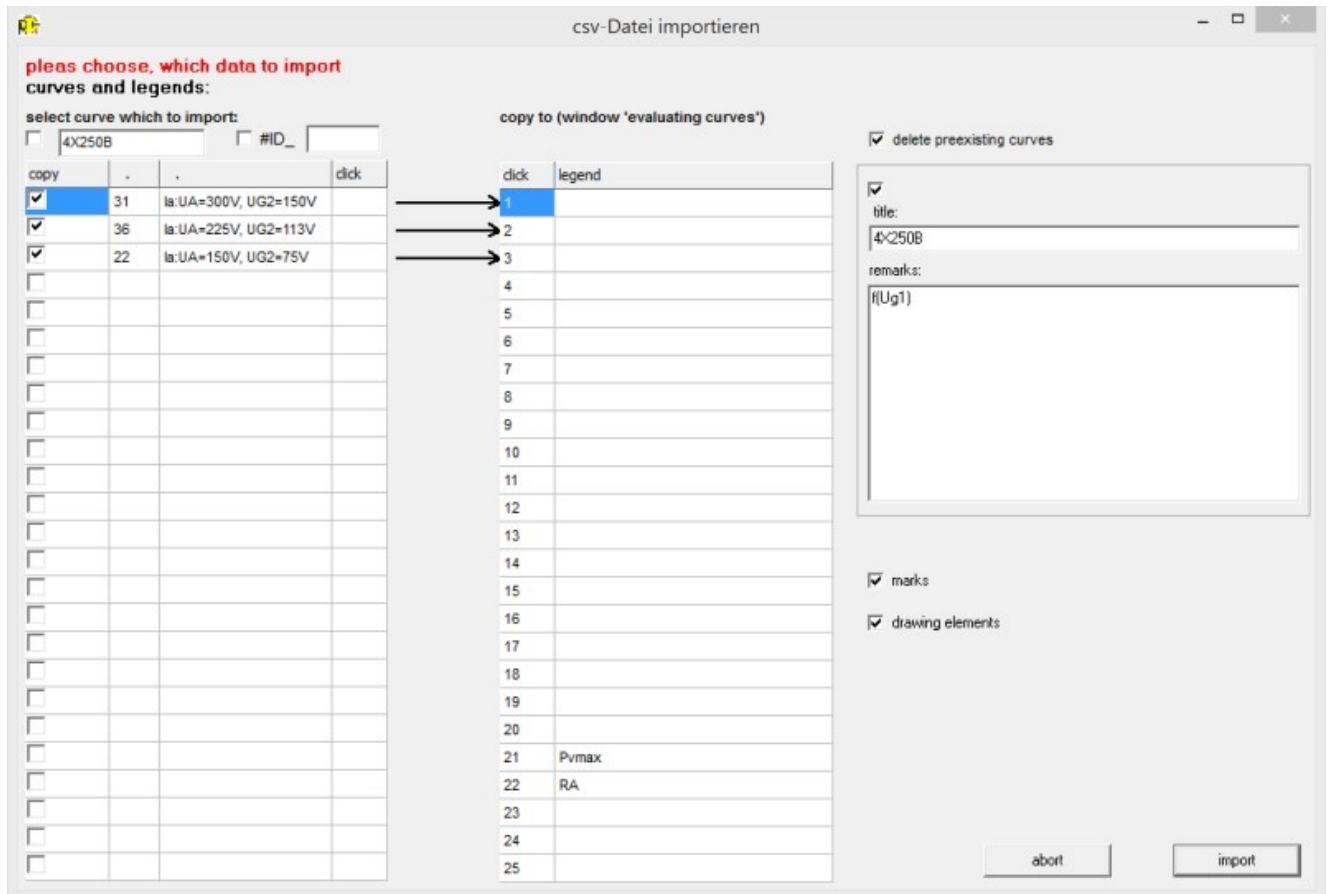 csv-Datei importieren
pleas choose, which data to import
curves and legends:
select curve which to import:
4X250B
#ID_
copy . . click
31 Ia:UA=300V, UG2=150V
36 Ia:UA=225V, UG2=113V
22 Ia:UA=150V, UG2=75V
copy to (window 'evaluating curves')
click legend
1
2
3
4
5
6
7
8
9
10
11
12
13
14
15
16
17
18
19
20
21 Pvmax
22 RA
23
24
25
delete preexisting curves
title:
4X250B
remarks:
f(Ug1)
marks
drawing elements
abort
import